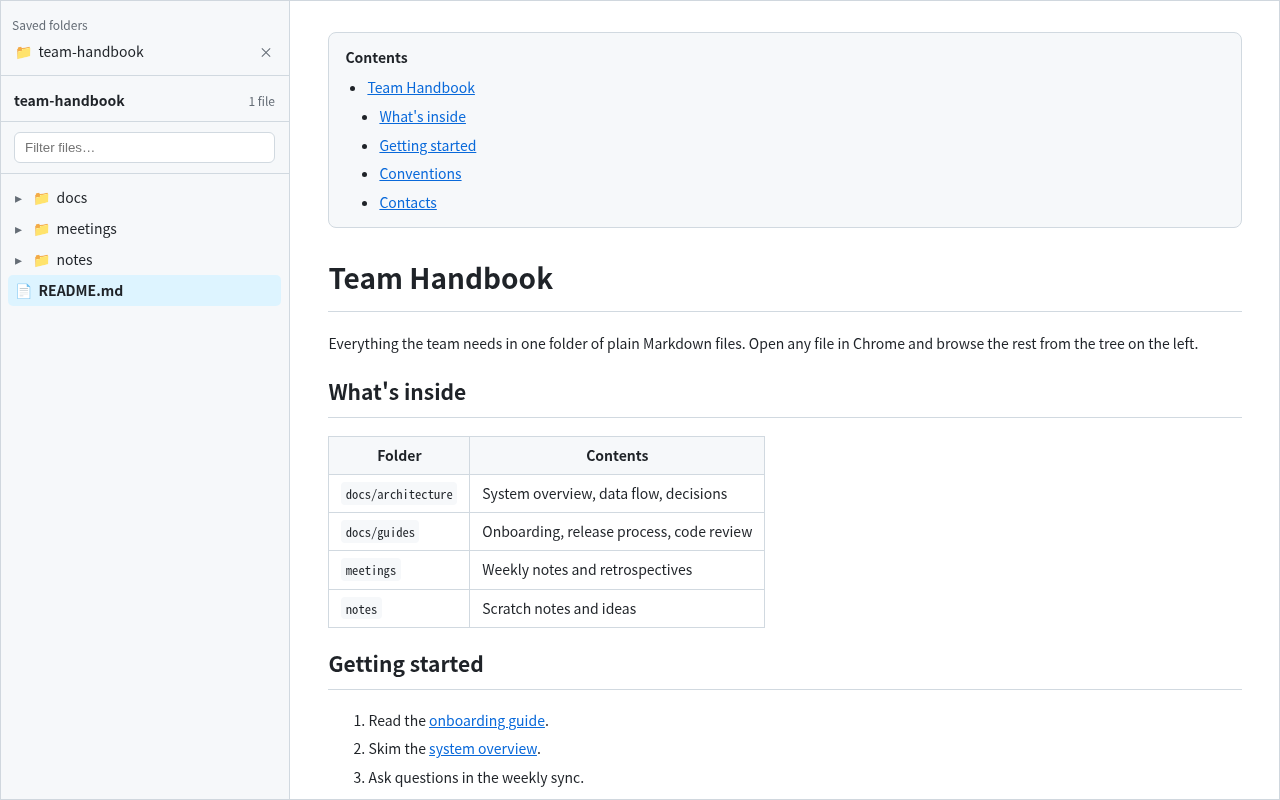 Saved folders
team-handbook
team-handbook 1 file
Filter files…
docs
meetings
notes
README.md
Contents
Team Handbook
What's inside
Getting started
Conventions
Contacts
Team Handbook
Everything the team needs in one folder of plain Markdown files. Open any file in Chrome and browse the rest from the tree on the left.
What's inside
Folder Contents
docs/architecture System overview, data flow, decisions
docs/guides Onboarding, release process, code review
meetings Weekly notes and retrospectives
notes Scratch notes and ideas
Getting started
1. Read the onboarding guide.
2. Skim the system overview.
3. Ask questions in the weekly sync.